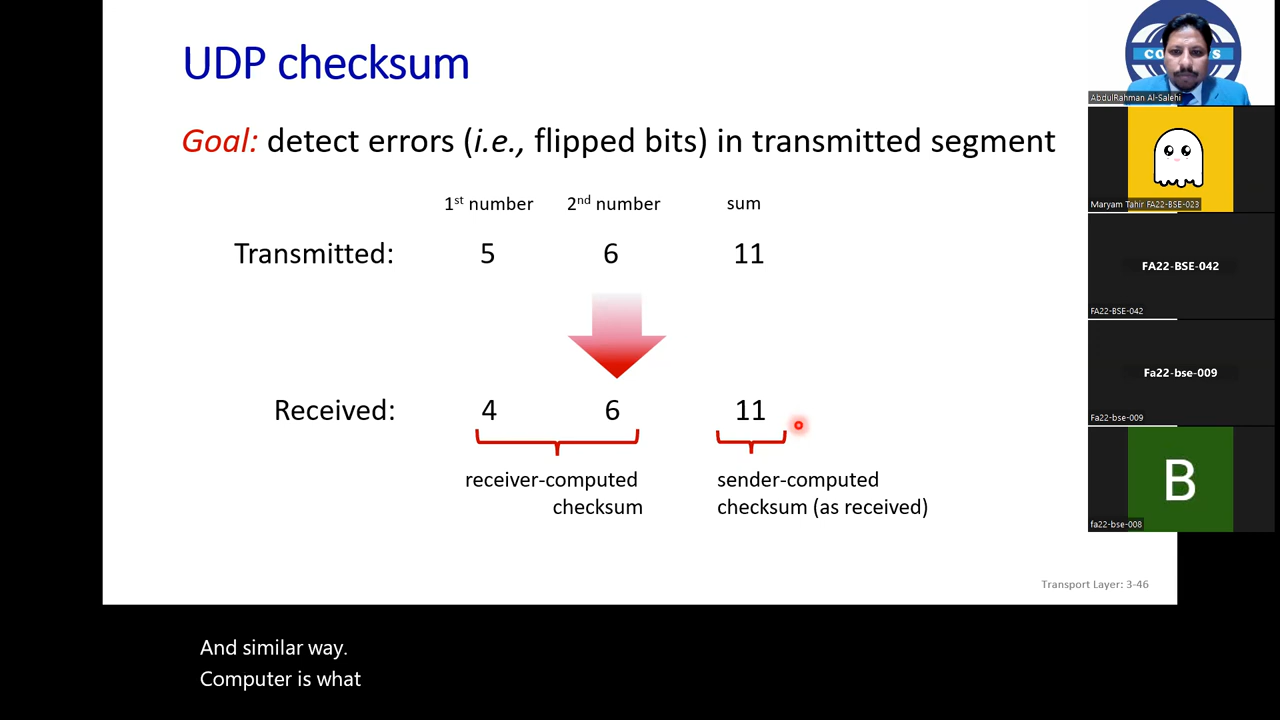 UDP checksum
Goal: detect errors (i.e., flipped bits) in transmitted segment
1st number 2nd number sum
Transmitted: 5 6 11
Received: 4 6 11
receiver-computed
checksum
sender-computed
checksum (as received)
Transport Layer: 3-46
And similar way.
Computer is what
AbdulRahman Al-Salehi
Maryam Tahir FA22-BSE-023
FA22-BSE-042
FA22-BSE-042
Fa22-bse-009
Fa22-bse-009
B
fa22-bse-008